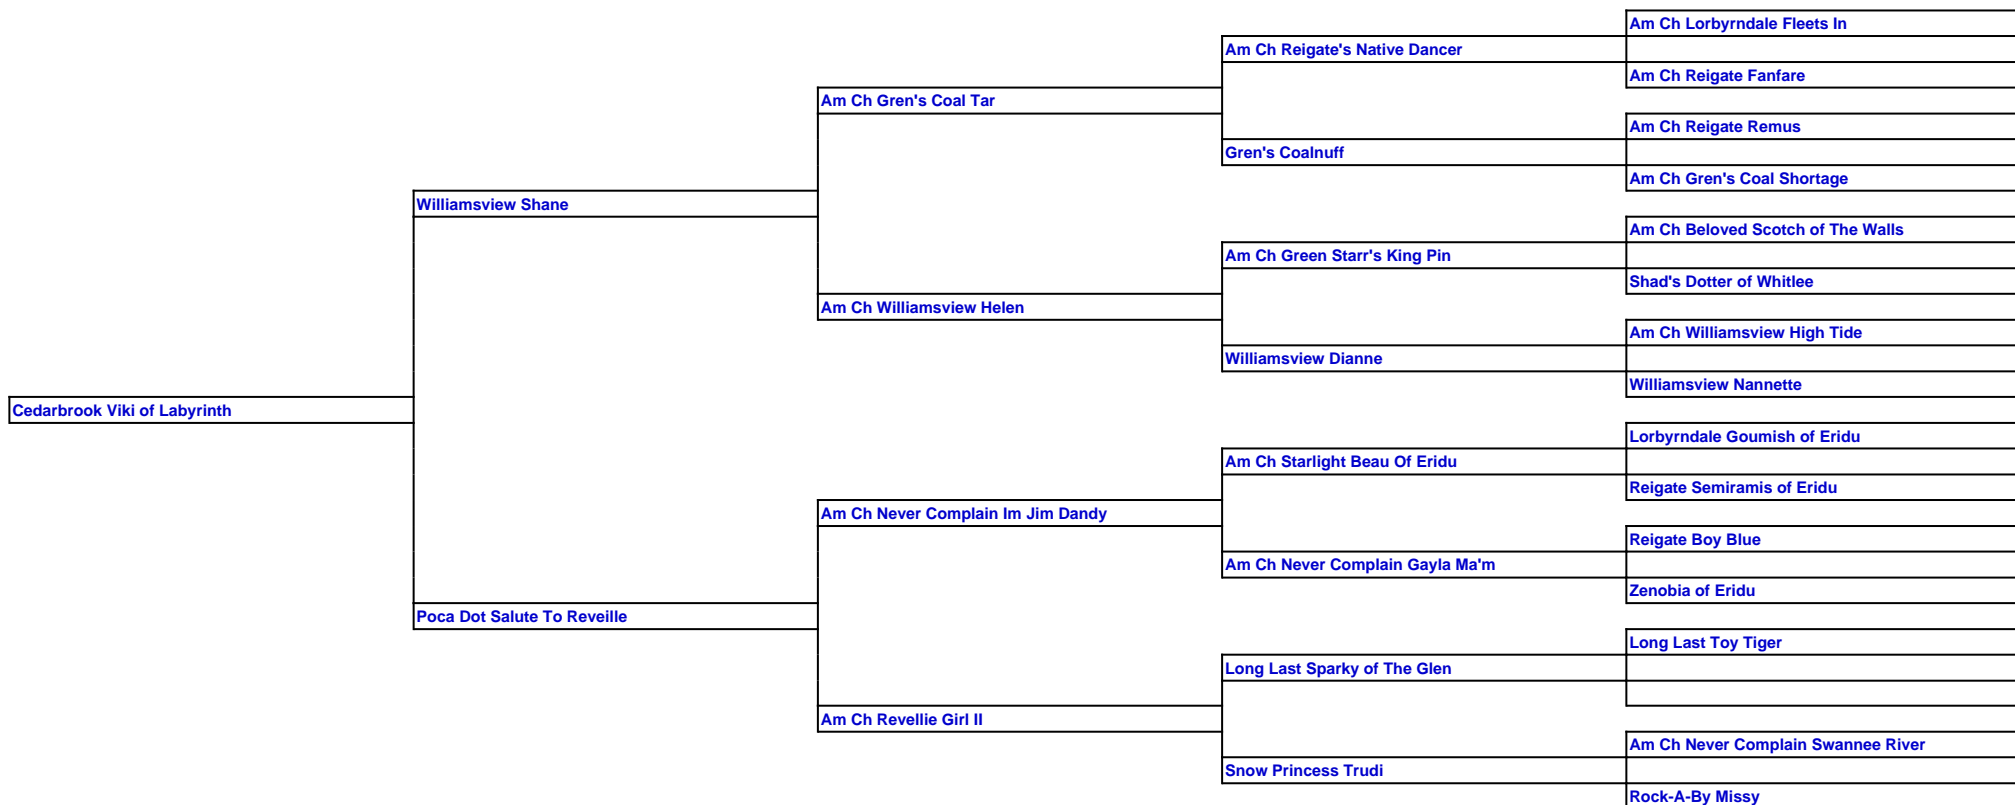 Am Ch Lorbyrndale Fleets In
Am Ch Reigate's Native Dancer
Am Ch Reigate Fanfare
Am Ch Gren's Coal Tar
Am Ch Reigate Remus
Gren's Coalnuff
Am Ch Gren's Coal Shortage
Williamsview Shane
Am Ch Beloved Scotch of The Walls
Am Ch Green Starr's King Pin
Shad's Dotter of Whitlee
Am Ch Williamsview Helen
Am Ch Williamsview High Tide
Williamsview Dianne
Williamsview Nannette
Cedarbrook Viki of Labyrinth
Lorbyrndale Goumish of Eridu
Am Ch Starlight Beau Of Eridu
Reigate Semiramis of Eridu
Am Ch Never Complain Im Jim Dandy
Reigate Boy Blue
Am Ch Never Complain Gayla Ma'm
Zenobia of Eridu
Poca Dot Salute To Reveille
Long Last Toy Tiger
Long Last Sparky of The Glen
Am Ch Revellie Girl II
Am Ch Never Complain Swannee River
Snow Princess Trudi
Rock-A-By Missy